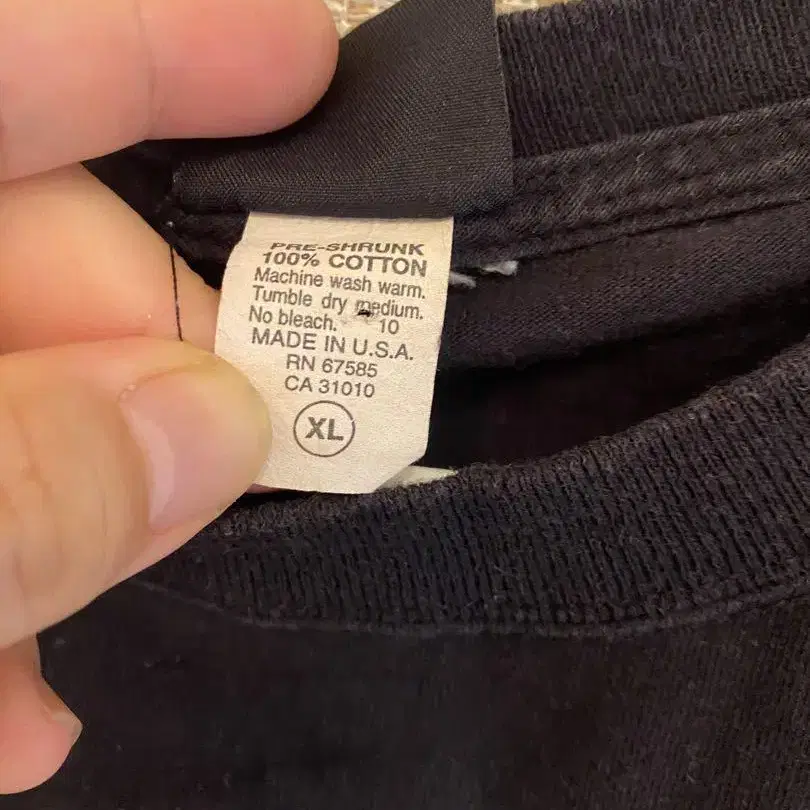 PRE-SHRUNK
100% COTTON
Machine wash warm.
Tumble dry medium.
No bleach. 10
MADE IN U.S.A.
RN 67585
CA 31010
XL